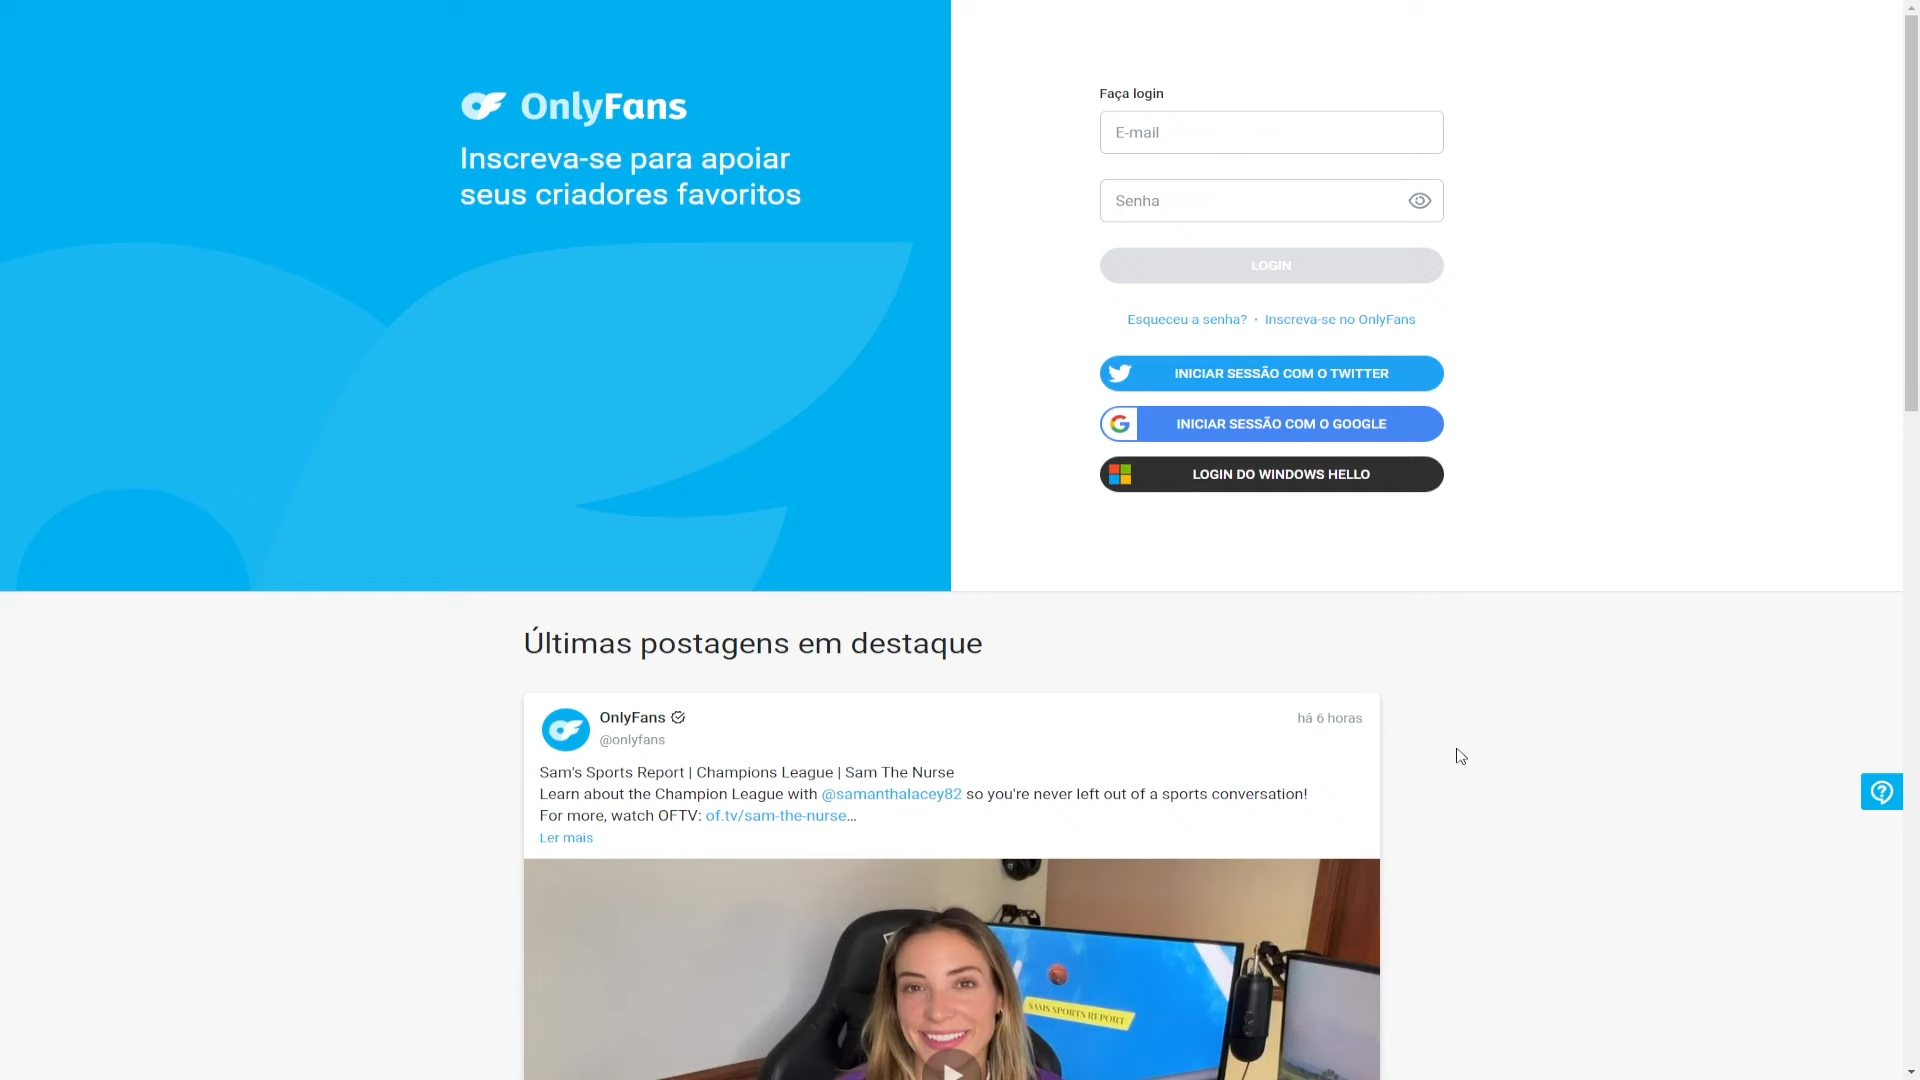 OnlyFans
Inscreva-se para apoiar
seus criadores favoritos
Faça login
E-mail
Senha
LOGIN
Esqueceu a senha? · Inscreva-se no OnlyFans
INICIAR SESSÃO COM O TWITTER
INICIAR SESSÃO COM O GOOGLE
LOGIN DO WINDOWS HELLO
Últimas postagens em destaque
OnlyFans
há 6 horas
@onlyfans
Sam's Sports Report | Champions League | Sam The Nurse
Learn about the Champion League with @samanthalacey82 so you're never left out of a sports conversation!
For more, watch OFTV: of.tv/sam-the-nurse...
Ler mais
SAMS SPORTS REPORT